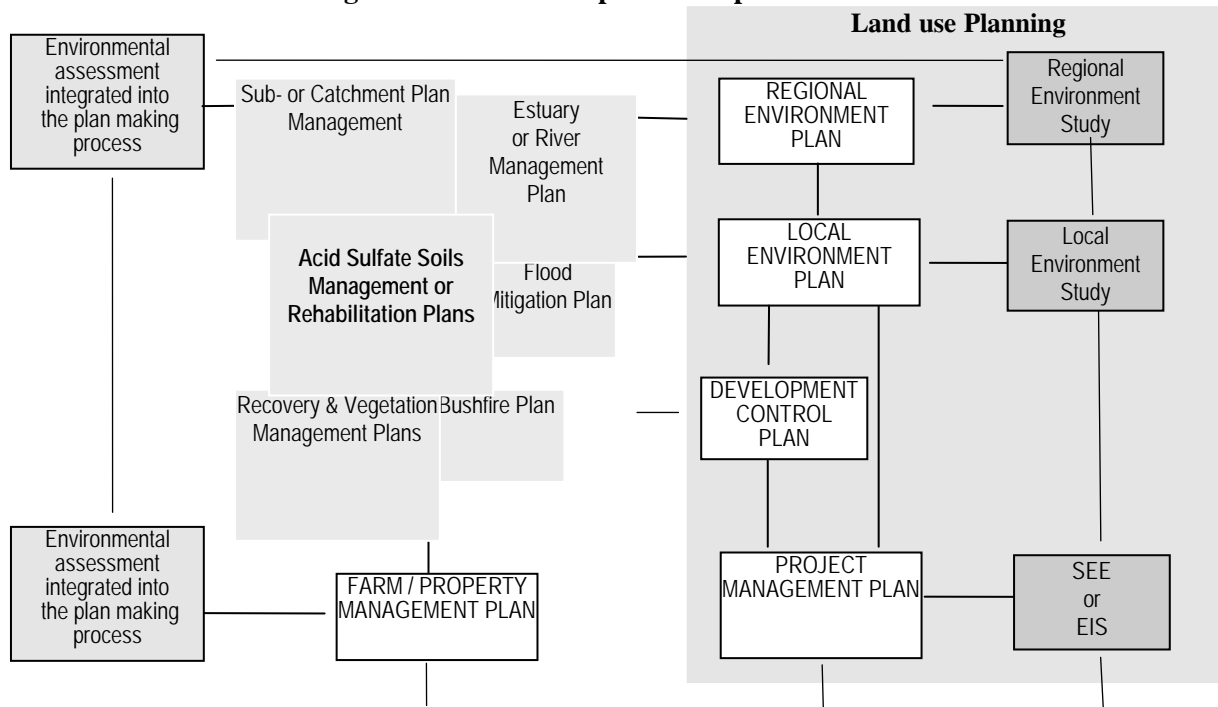 Land use Planning
Environmental
assessment
integrated into
the plan making
process
Sub- or Catchment Plan
Management
Estuary
or River
Management
Plan
REGIONAL
ENVIRONMENT
PLAN
Regional
Environment
Study
Acid Sulfate Soils
Management or
Rehabilitation Plans
Flood
Mitigation Plan
LOCAL
ENVIRONMENT
PLAN
Local
Environment
Study
Recovery & Vegetation
Management Plans
Bushfire Plan
DEVELOPMENT
CONTROL
PLAN
Environmental
assessment
integrated into
the plan making
process
FARM / PROPERTY
MANAGEMENT PLAN
PROJECT
MANAGEMENT PLAN
SEE
or
EIS